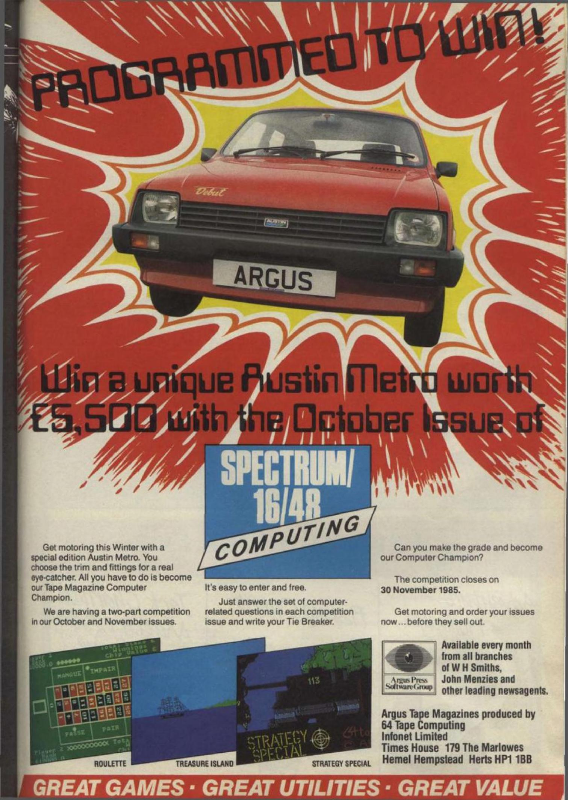 PROGRAMMED TO WIN!
Debut
AUSTIN
ARGUS
Win a unique Austin Metro worth
£5,500 with the October Issue of
SPECTRUM/
16/48
COMPUTING
Get motoring this Winter with a
special edition Austin Metro. You
choose the trim and fittings for a real
eye-catcher. All you have to do is become
our Tape Magazine Computer
Champion.
We are having a two-part competition
in our October and November issues.
It's easy to enter and free.
Just answer the set of computer-
related questions in each competition
issue and write your Tie Breaker.
Can you make the grade and become
our Computer Champion?
The competition closes on
30 November 1985.
Get motoring and order your issues
now...before they sell out.
MANQUE IMPAIR
PASSE PAIR
113
STRATEGY
SPECIAL
ROULETTE
TREASURE ISLAND
STRATEGY SPECIAL
Argus Press
Software Group
Available every month
from all branches
of W H Smiths,
John Menzies and
other leading newsagents.
Argus Tape Magazines produced by
64 Tape Computing
Infonet Limited
Times House 179 The Marlowes
Hemel Hempstead Herts HP1 1BB
GREAT GAMES · GREAT UTILITIES · GREAT VALUE